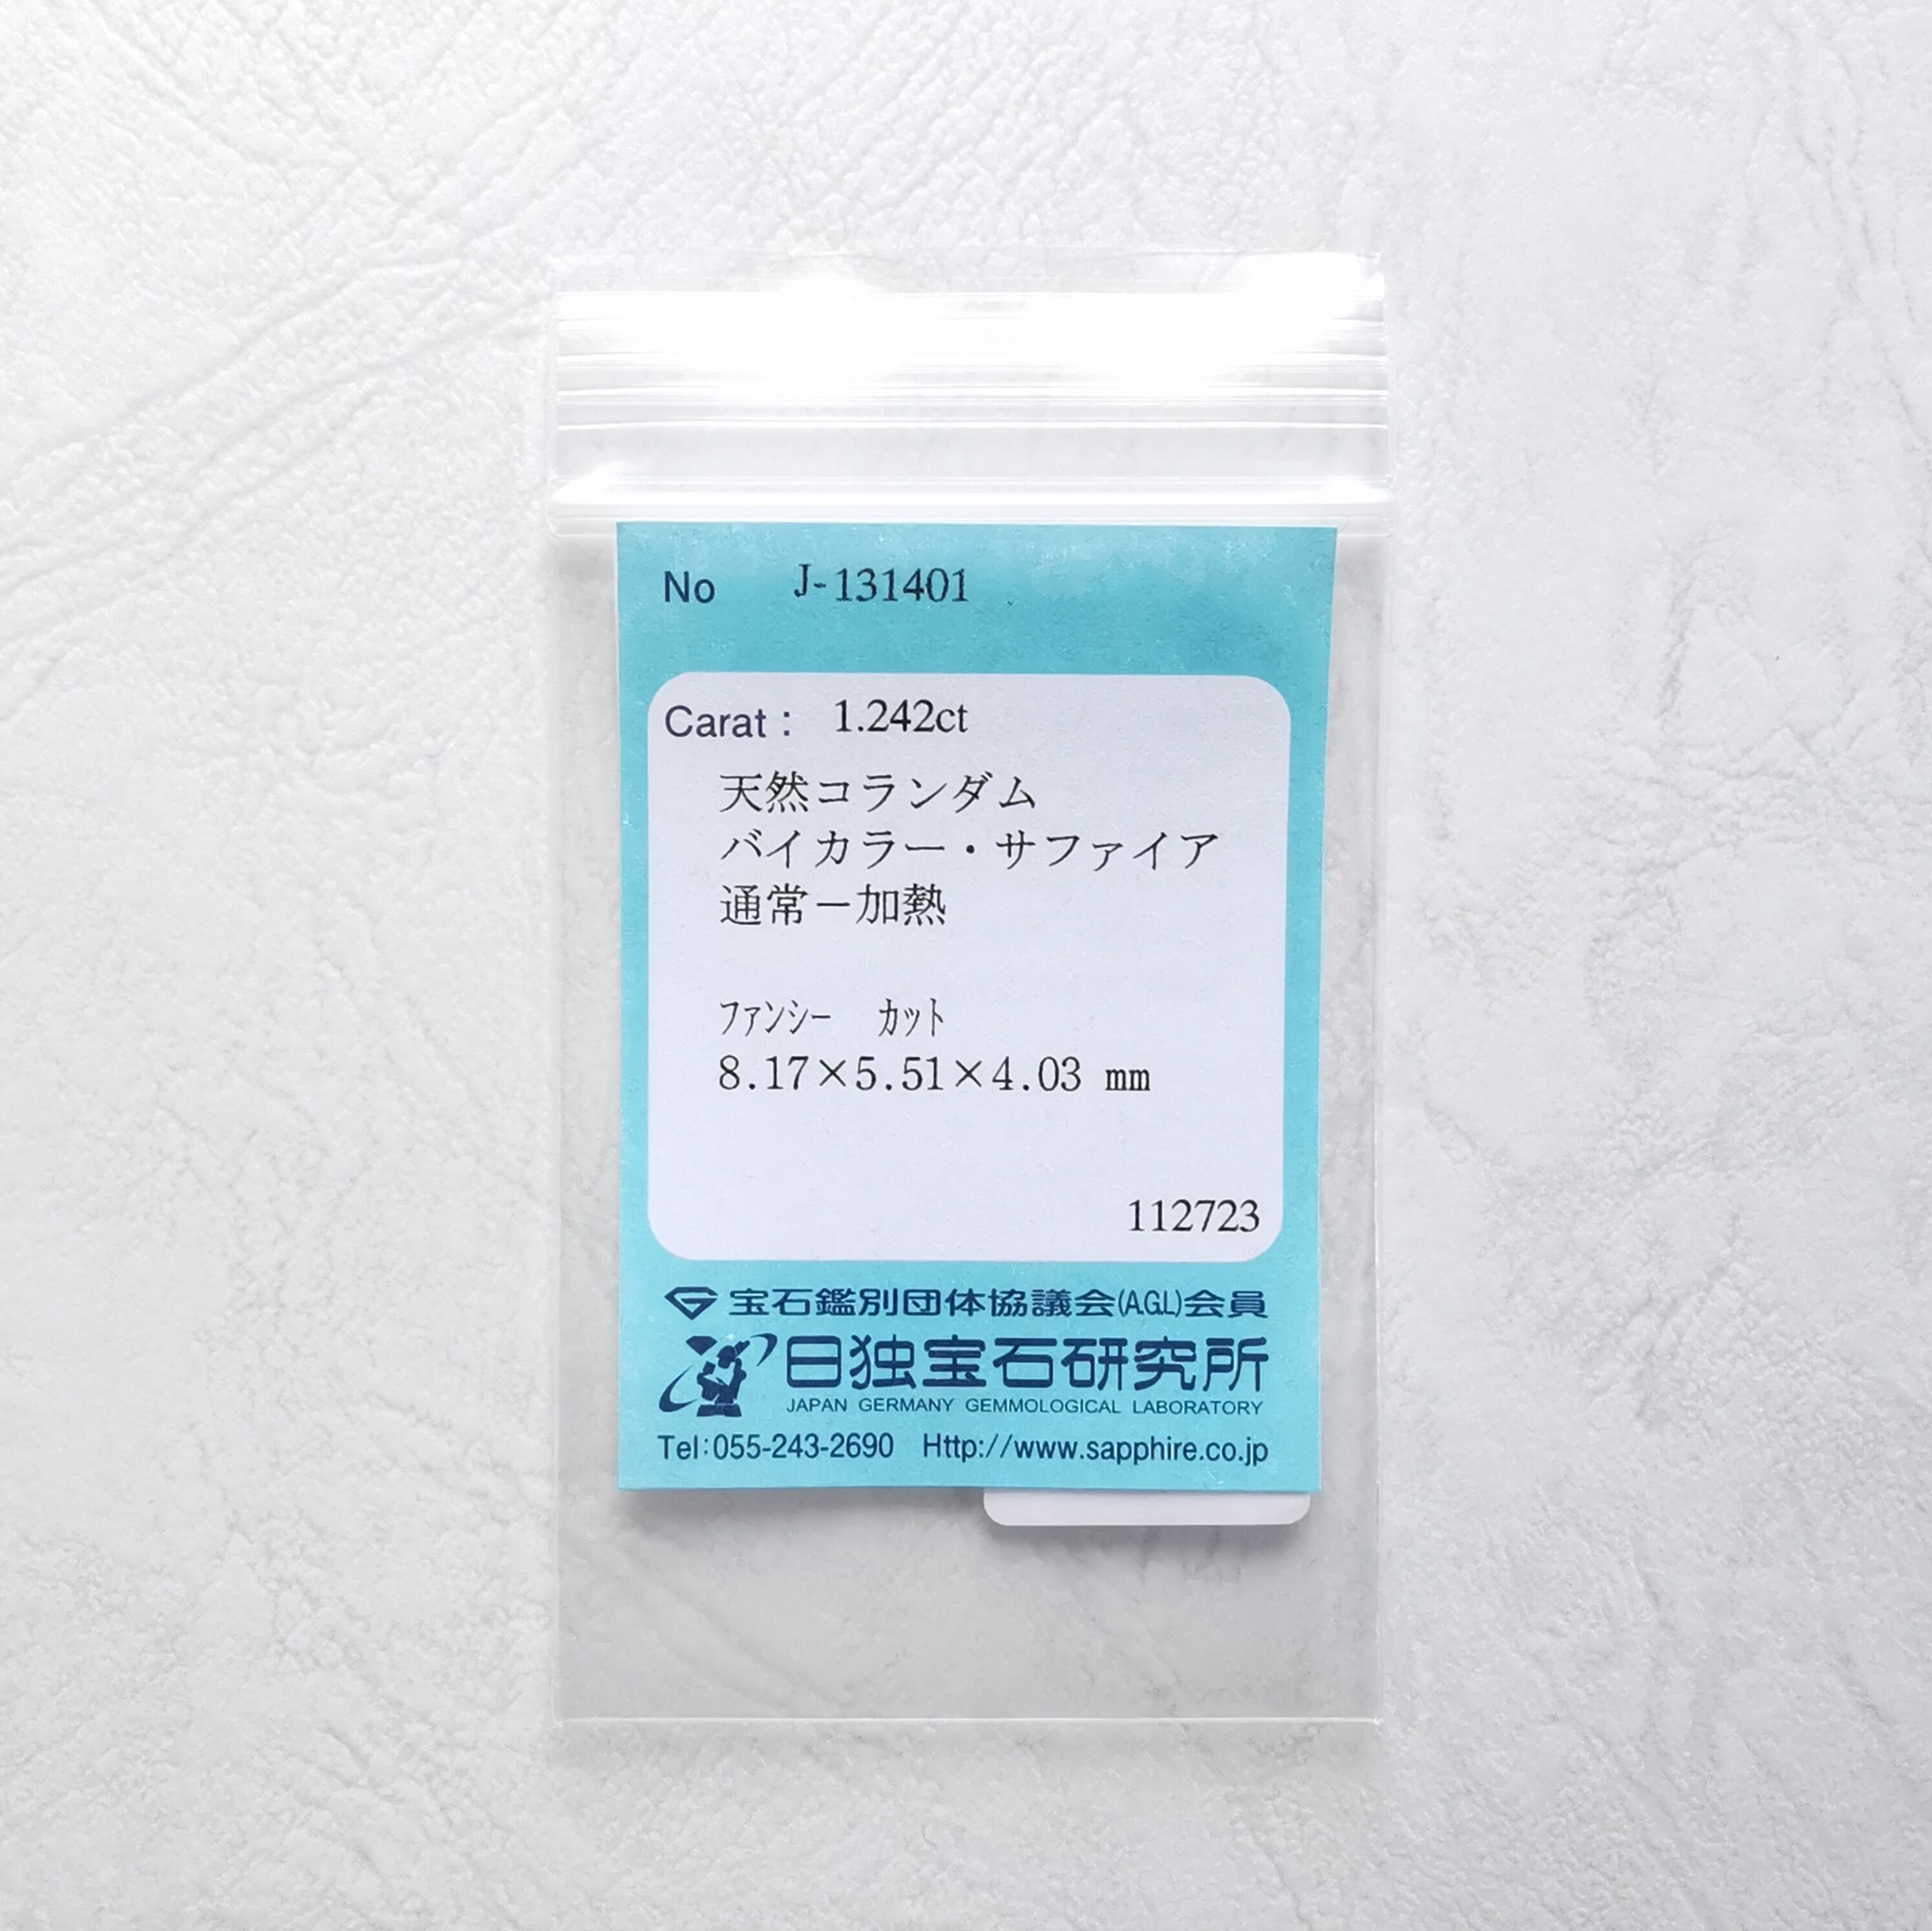 No J-131401
Carat : 1.242ct
天然コランダム
バイカラー・サファイア
通常－加熱
ファンシー カット
8.17×5.51×4.03 mm
112723
宝石鑑別団体協議会(AGL)会員
日独宝石研究所
JAPAN GERMANY GEMMOLOGICAL LABORATORY
Tel:055-243-2690 Http://www.sapphire.co.jp